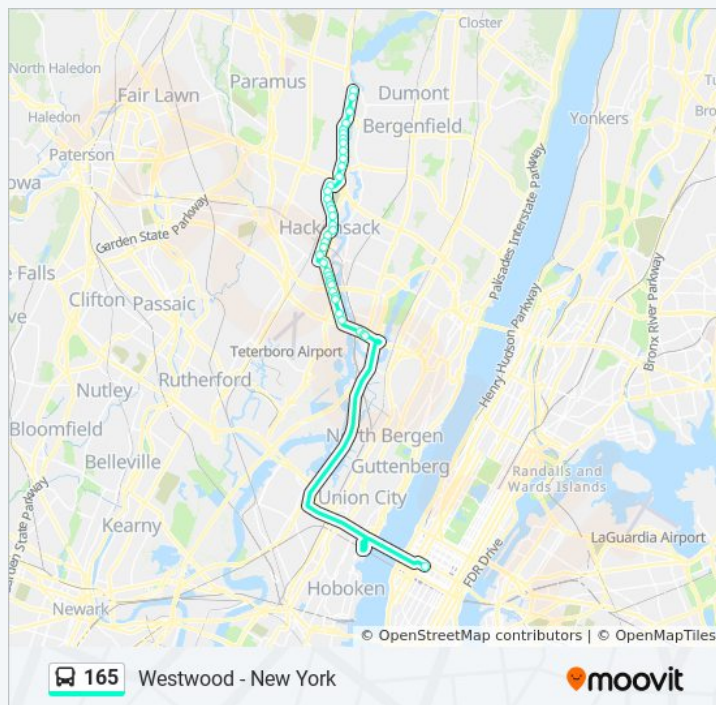 Closter
North Haledon
Paramus
Dumont
Fair Lawn
Haledon
Bergenfield
Yonkers
Paterson
Garden State Parkway
Hackensack
Palisades Interstate Parkway
Clifton
Passaic
Teterboro Airport
Henry Hudson Parkway
Bronx River Parkway
Nutley
Rutherford
Bloomfield
North Bergen
Belleville
Guttenberg
Randalls and
Wards Islands
Union City
Kearny
LaGuardia Airport
FDR Drive
Hoboken
Newark
© OpenStreetMap contributors | © OpenMapTiles
165 Westwood - New York
moovit